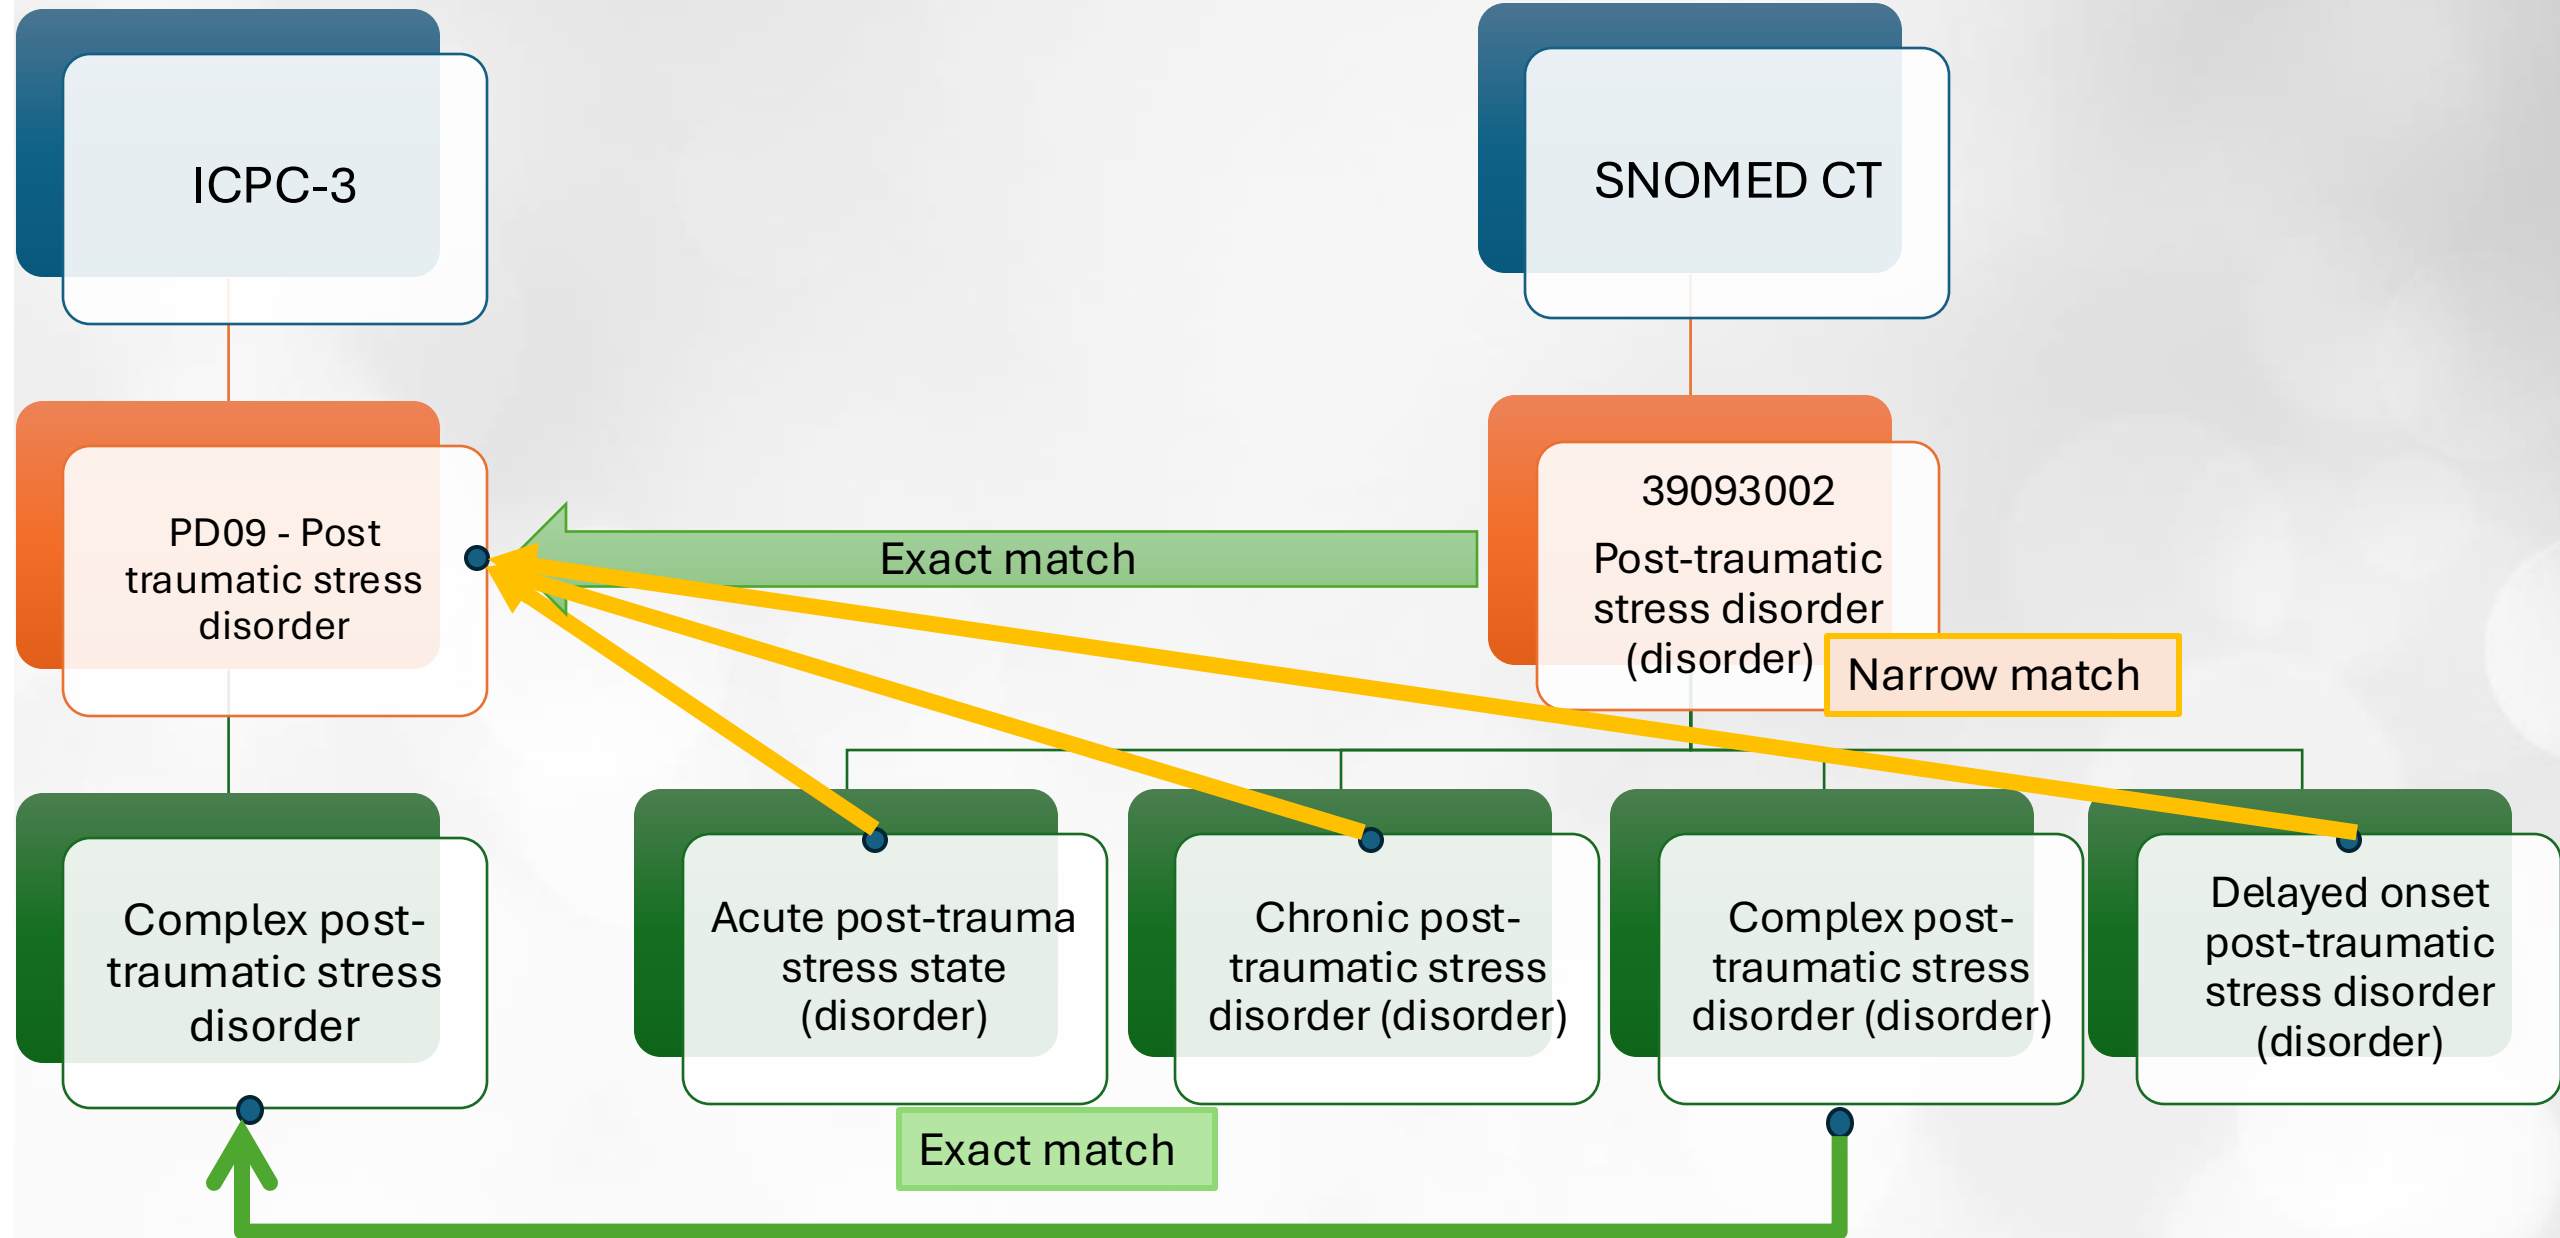 ICPC-3
SNOMED CT
PD09 - Post
traumatic stress
disorder
Exact match
39093002
Post-traumatic
stress disorder
(disorder)
Narrow match
Complex post-
traumatic stress
disorder
Acute post-trauma
stress state
(disorder)
Chronic post-
traumatic stress
disorder (disorder)
Complex post-
traumatic stress
disorder (disorder)
Delayed onset
post-traumatic
stress disorder
(disorder)
Exact match